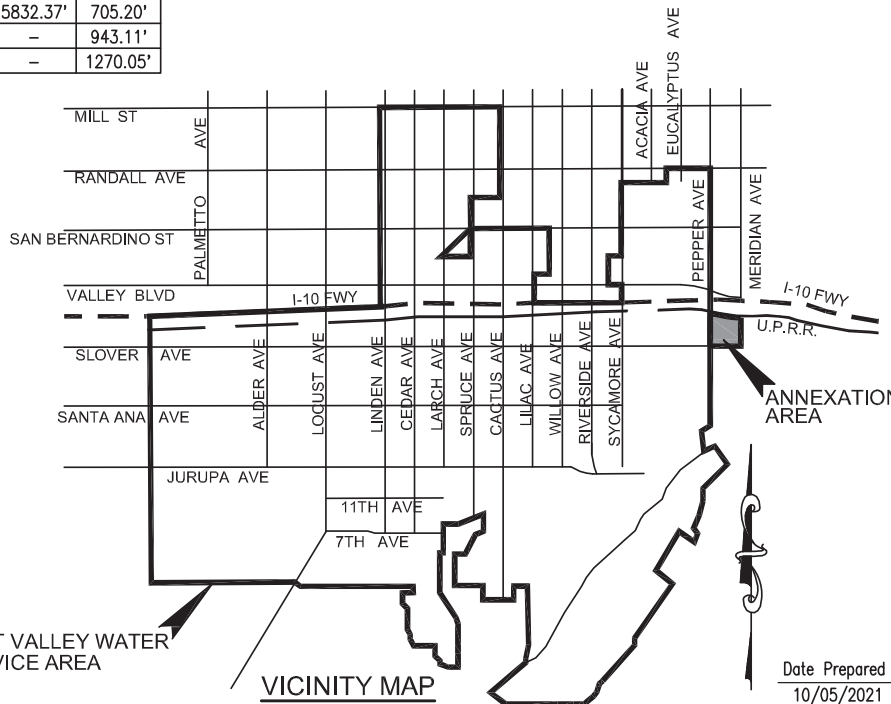 5832.37' 705.20'
- 943.11'
- 1270.05'
MILL ST
RANDALL AVE
SAN BERNARDINO ST
VALLEY BLVD
I-10 FWY
I-10 FWY
U.P.R.R.
SLOVER AVE
SANTA ANA AVE
JURUPA AVE
11TH AVE
7TH AVE
PALMETTO AVE
ALDER AVE
LOCUST AVE
LINDEN AVE
CEDAR AVE
LARCH AVE
SPRUCE AVE
CACTUS AVE
LILAC AVE
WILLOW AVE
RIVERSIDE AVE
SYCAMORE AVE
ACACIA AVE
EUCALYPTUS AVE
PEPPER AVE
MERIDIAN AVE
ANNEXATION
AREA
T VALLEY WATER
VICE AREA
VICINITY MAP
Date Prepared
10/05/2021